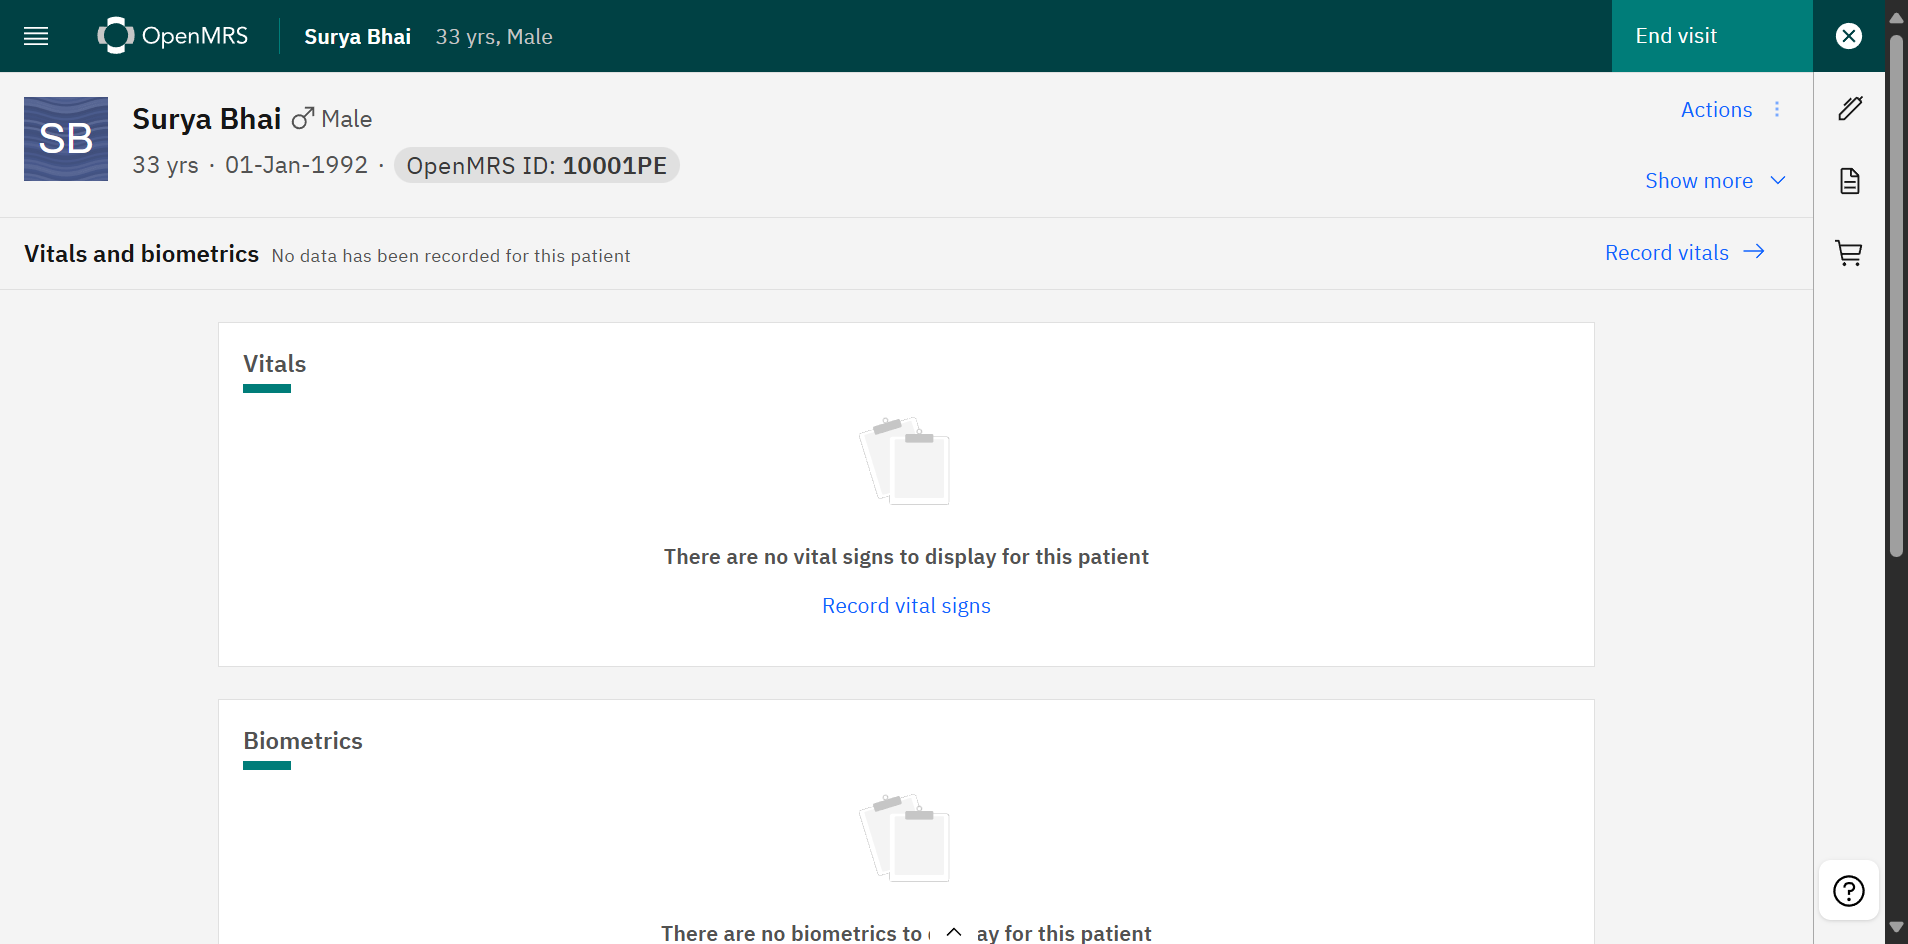 OpenMRS
Surya Bhai 33 yrs, Male
End visit
SB
Surya Bhai Male
33 yrs · 01-Jan-1992 · OpenMRS ID: 10001PE
Actions
Show more
Vitals and biometrics No data has been recorded for this patient
Record vitals
Vitals
There are no vital signs to display for this patient
Record vital signs
Biometrics
There are no biometrics to ay for this patient